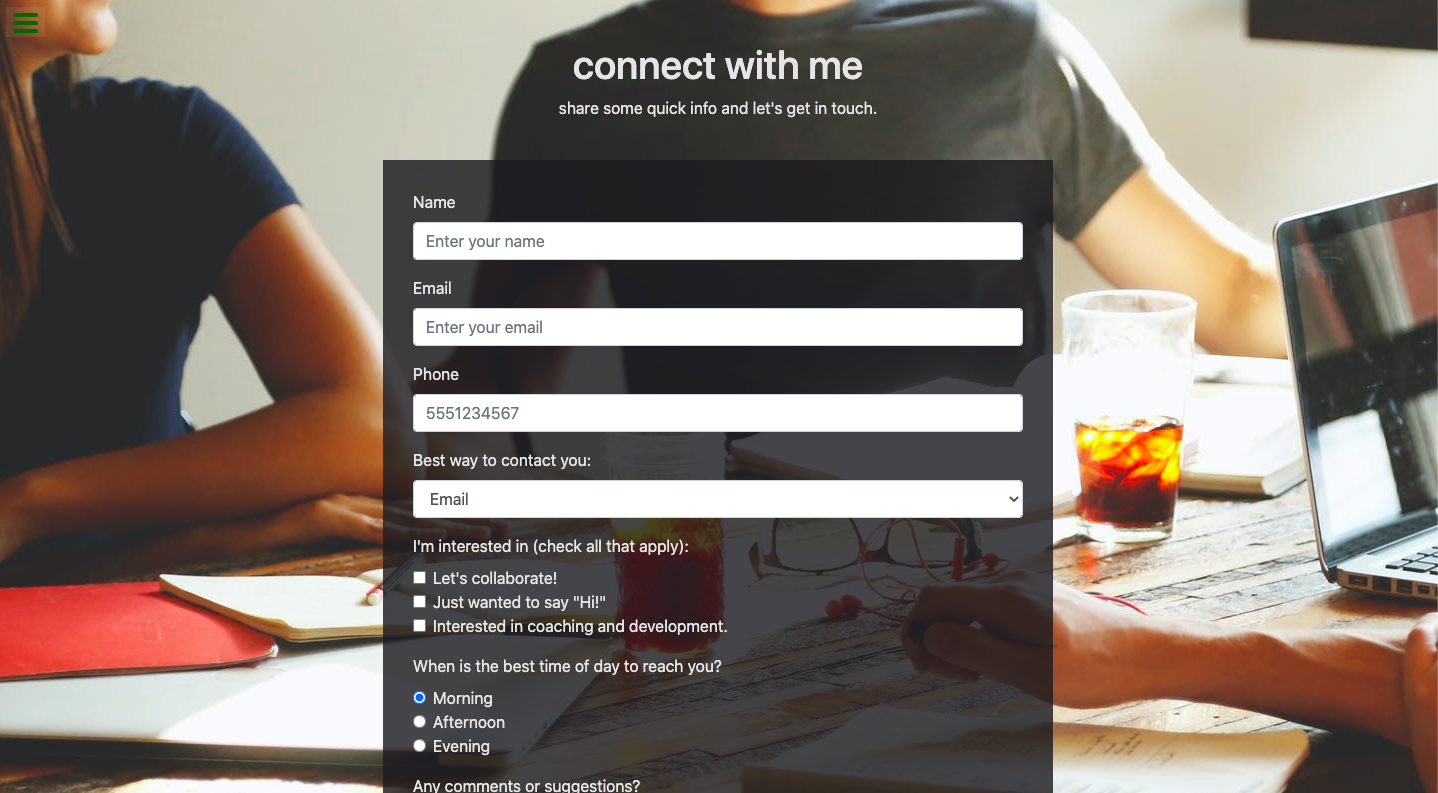 connect with me
share some quick info and let's get in touch.
Name
Enter your name
Email
Enter your email
Phone
5551234567
Best way to contact you:
Email
I'm interested in (check all that apply):
Let's collaborate!
Just wanted to say "Hi!"
Interested in coaching and development.
When is the best time of day to reach you?
Morning
Afternoon
Evening
Any comments or suggestions?